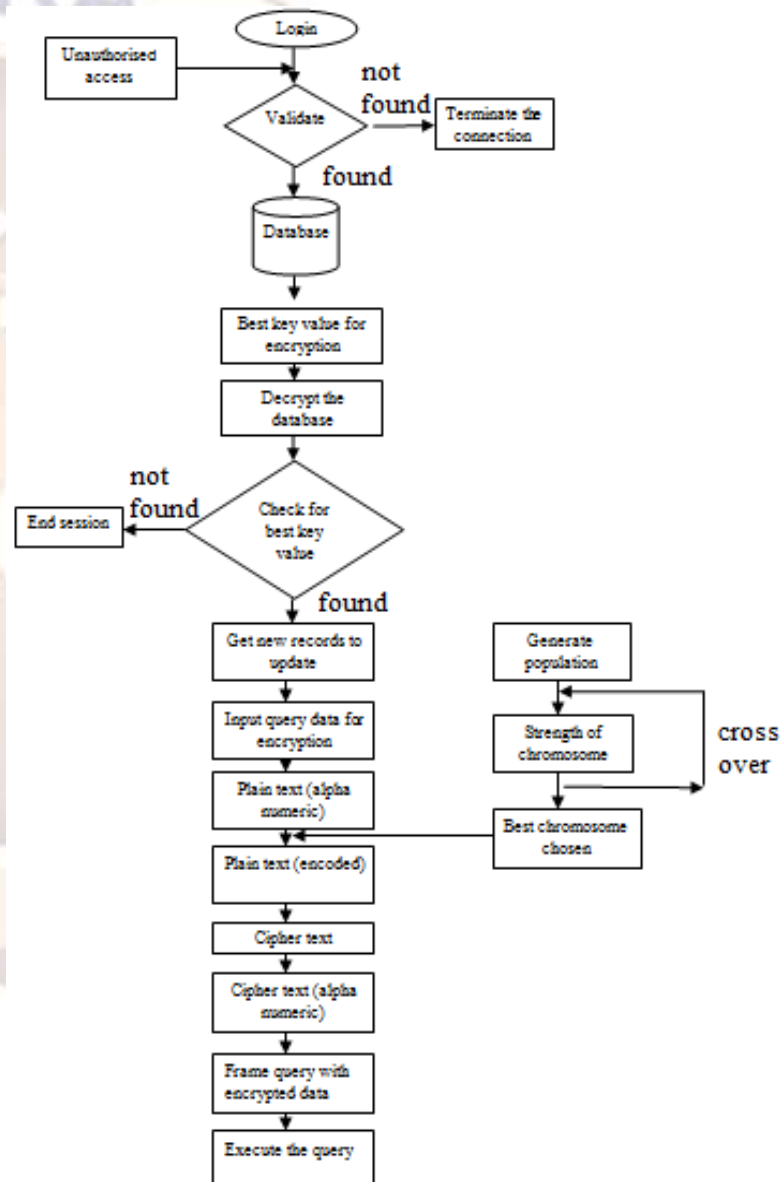 Login
Unauthorised
access
not
found
Validate
Terminate the
connection
found
Database
Best key value for
encryption
Decrypt the
database
not
found
Check for
best key
value
End session
found
Get new records to
update
Generate
population
Input query data for
encryption
Strength of
chromosome
cross
over
Plain text (alpha
numeric)
Best chromosome
chosen
Plain text (encoded)
Cipher text
Cipher text (alpha
numeric)
Frame query with
encrypted data
Execute the query